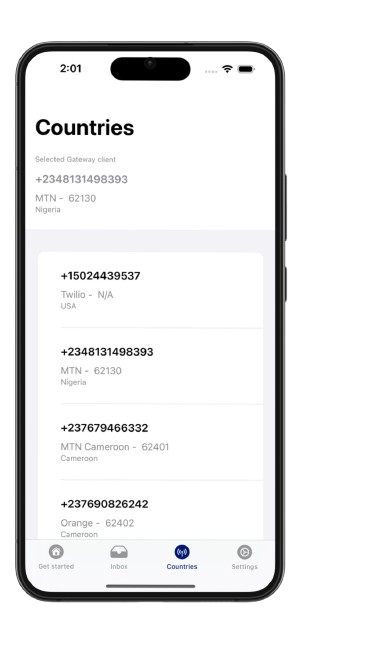 2:01
Countries
Selected Gateway client
+2348131498393
MTN - 62130
Nigeria
+15024439537
Twilio - N/A
USA
+2348131498393
MTN - 62130
Nigeria
+237679466332
MTN Cameroon - 62401
Cameroon
+237690826242
Orange - 62402
Cameroon
Get started
Inbox
Countries
Settings